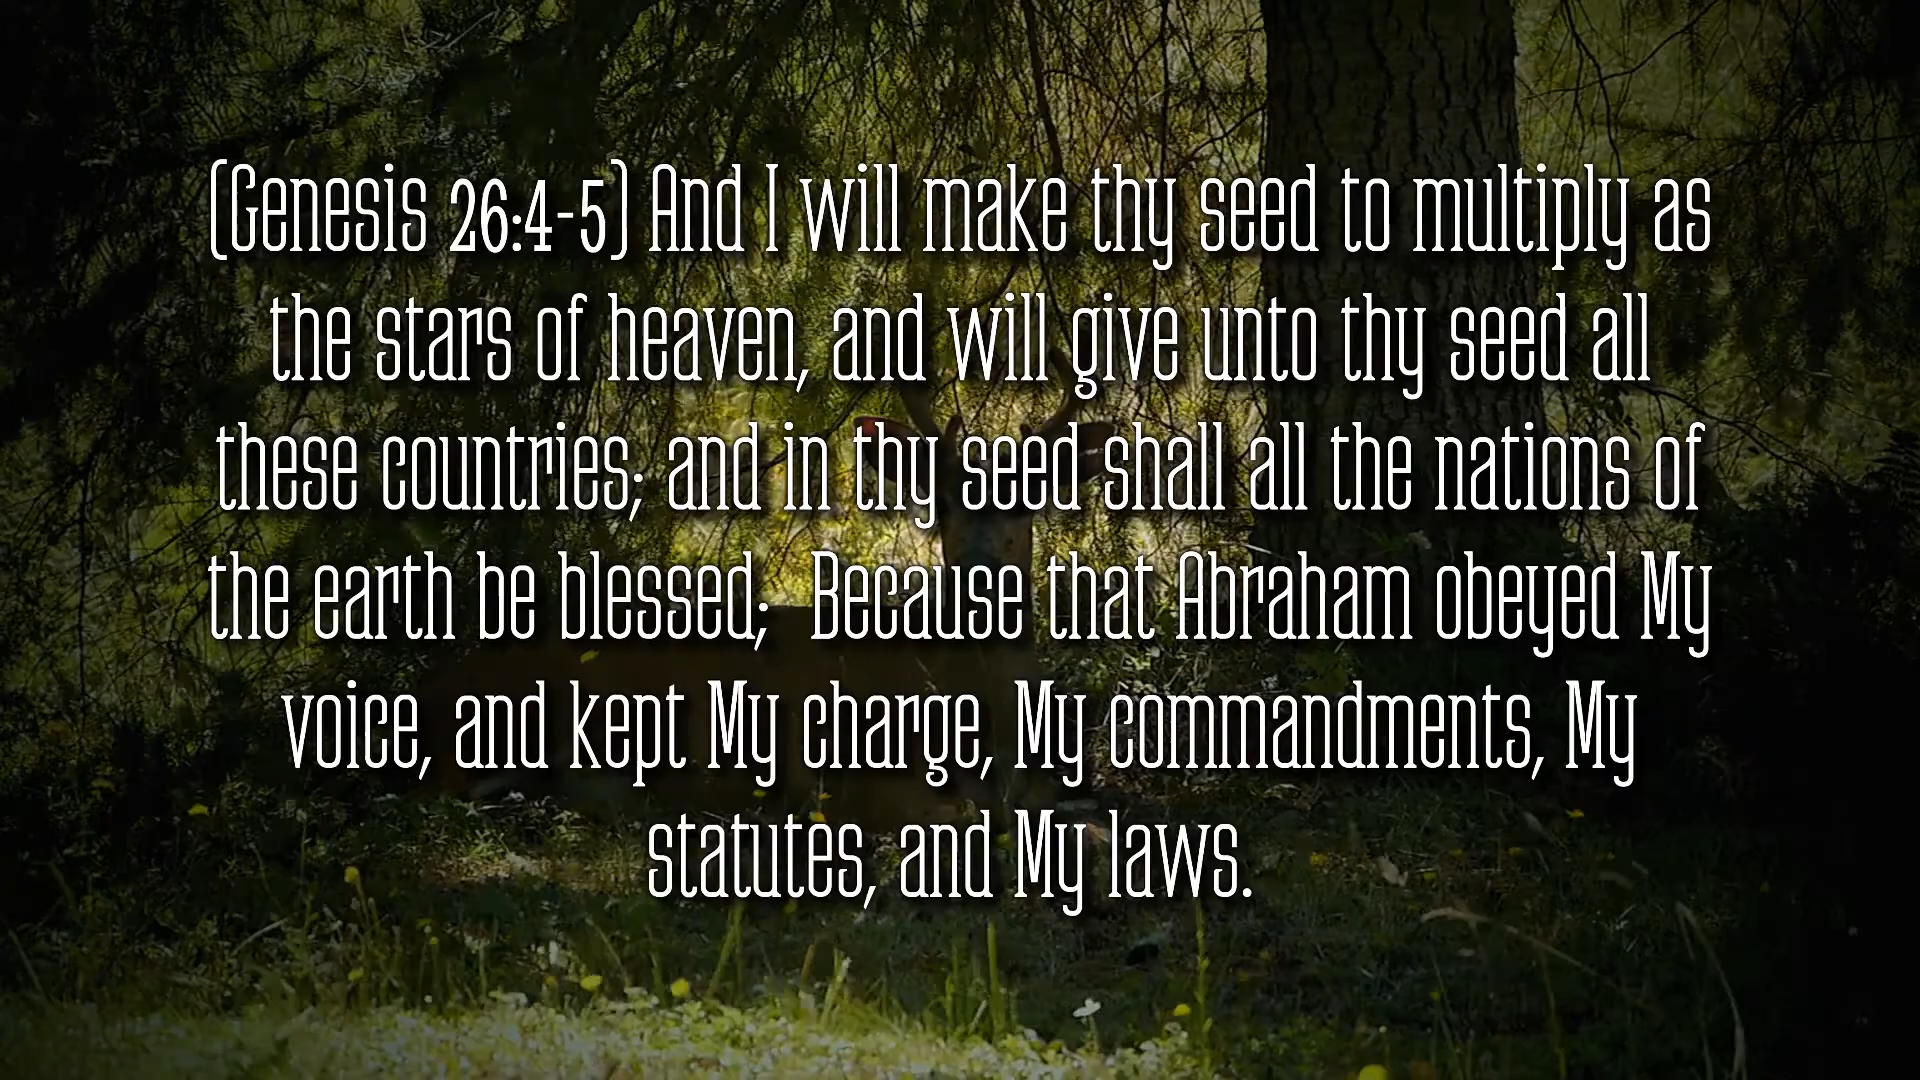 (Genesis 26:4-5) And I will make thy seed to multiply as
the stars of heaven, and will give unto thy seed all
these countries; and in thy seed shall all the nations of
the earth be blessed;  Because that Abraham obeyed My
voice, and kept My charge, My commandments, My
statutes, and My laws.